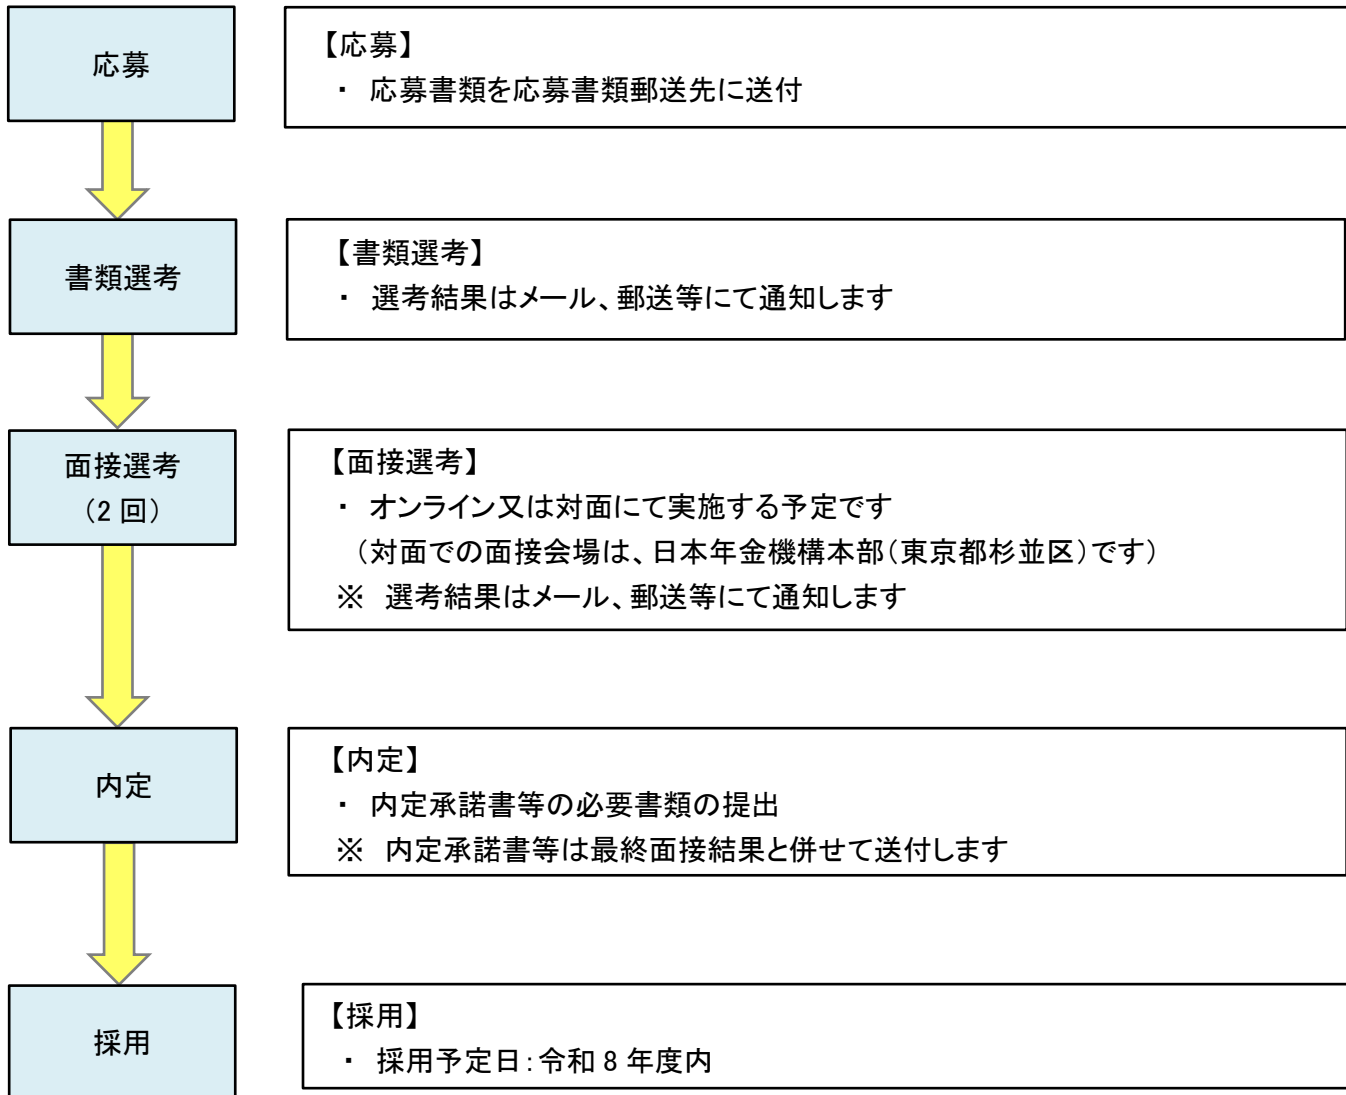 応募
【応募】
・ 応募書類を応募書類郵送先に送付
書類選考
【書類選考】
・ 選考結果はメール、郵送等にて通知します
面接選考
（2 回）
【面接選考】
・ オンライン又は対面にて実施する予定です
（対面での面接会場は、日本年金機構本部（東京都杉並区）です）
※ 選考結果はメール、郵送等にて通知します
内定
【内定】
・ 内定承諾書等の必要書類の提出
※ 内定承諾書等は最終面接結果と併せて送付します
採用
【採用】
・ 採用予定日：令和 8 年度内